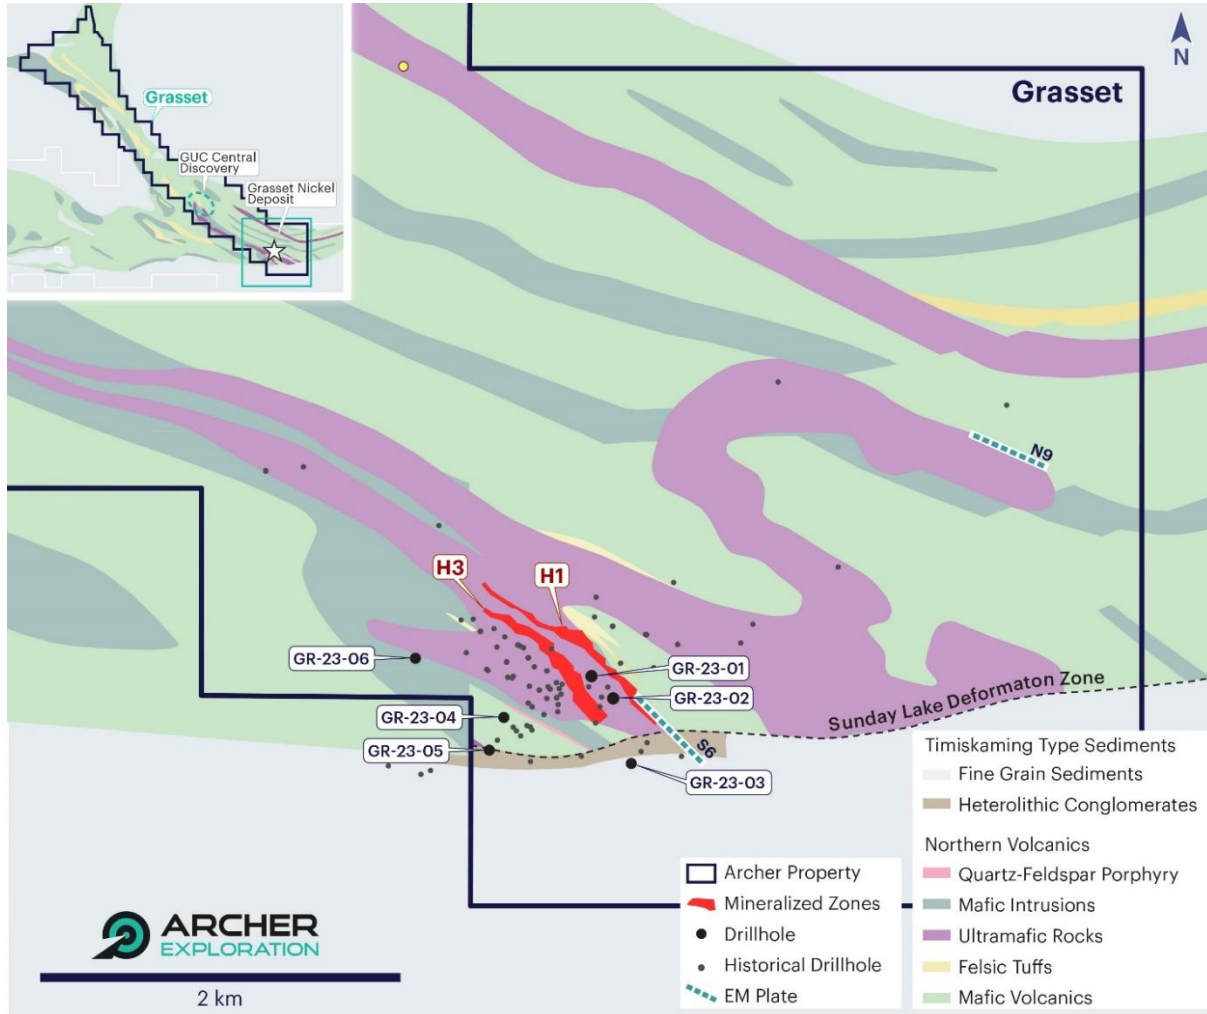 N
Grasset
Grasset
GUC Central
Discovery
Grasset Nickel
Deposit
N9
H3
H1
GR-23-06
GR-23-01
GR-23-02
GR-23-04
GR-23-05
GR-23-03
S6
Sunday Lake Deformaton Zone
Timiskaming Type Sediments
Fine Grain Sediments
Heterolithic Conglomerates
Northern Volcanics
Quartz-Feldspar Porphyry
Mafic Intrusions
Ultramafic Rocks
Felsic Tuffs
Mafic Volcanics
Archer Property
Mineralized Zones
Drillhole
Historical Drillhole
EM Plate
ARCHER
EXPLORATION
2 km